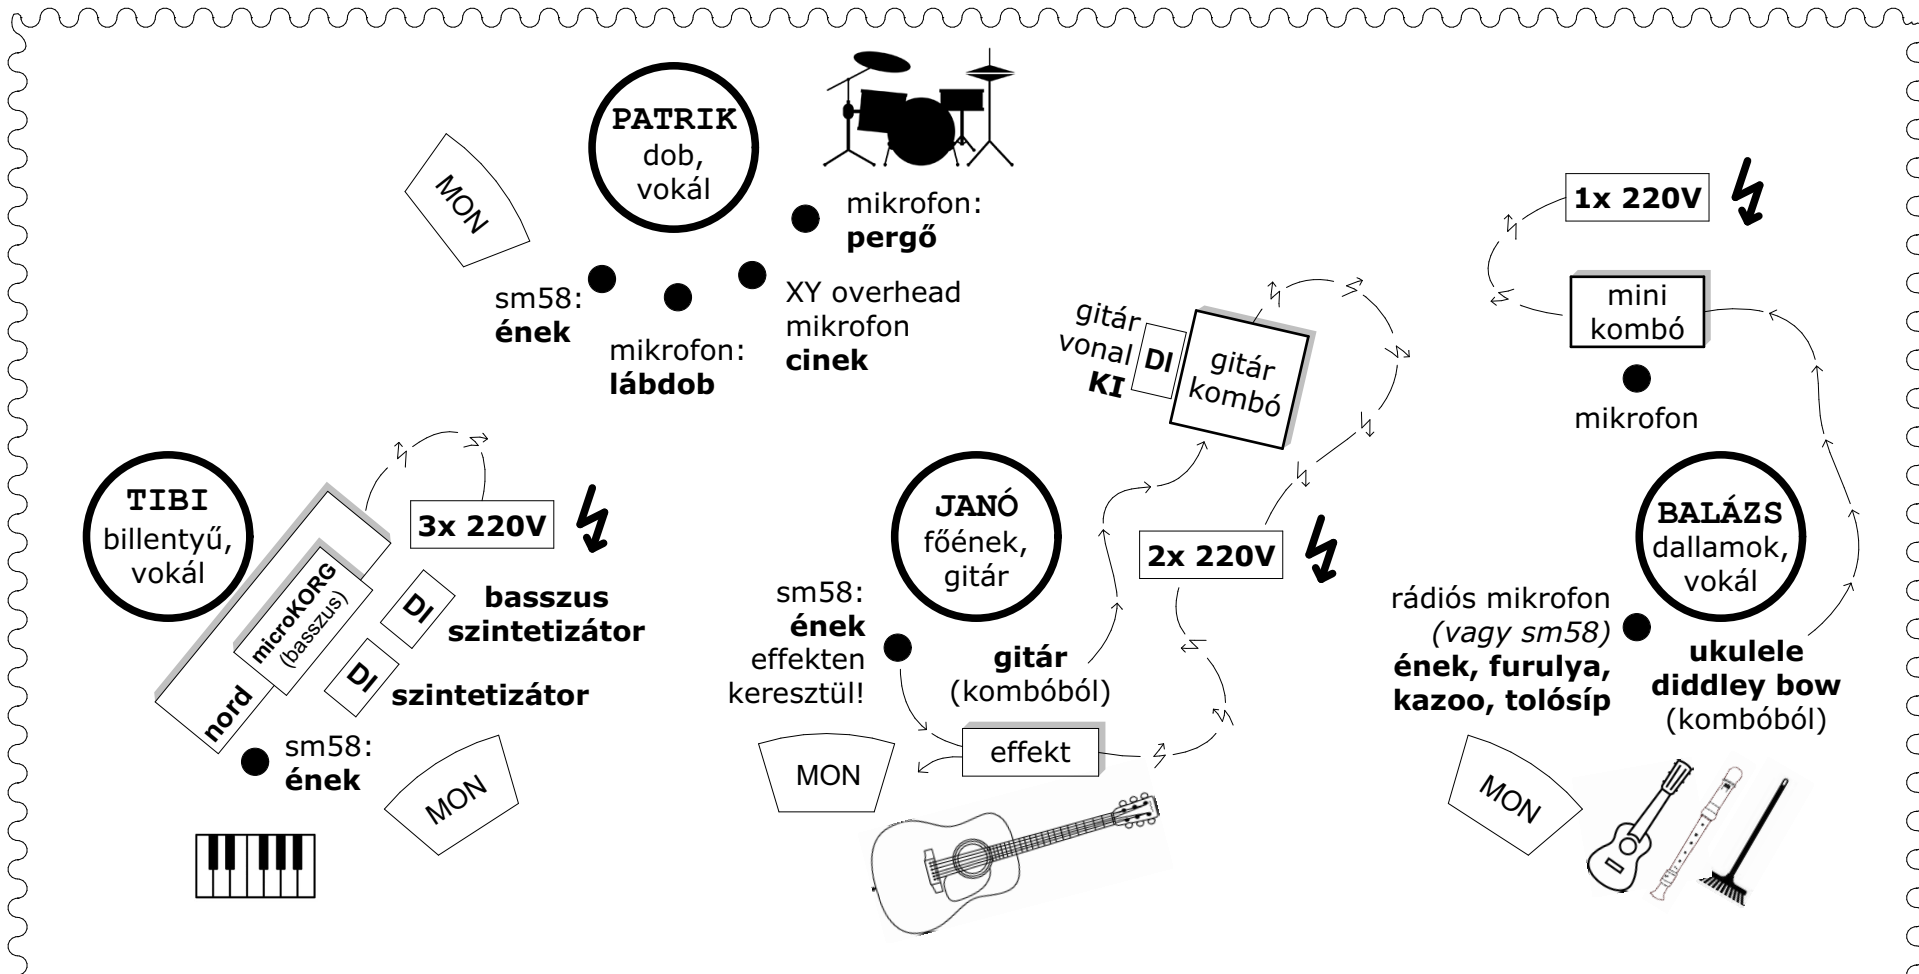 PATRIK
dob,
vokál
MON
mikrofon:
pergő
sm58:
ének
mikrofon:
lábdob
XY overhead
mikrofon
cinek
1x 220V
mini
kombó
mikrofon
gitár
vonal
KI
DI
gitár
kombó
TIBI
billentyű,
vokál
3x 220V
nord
microKORG
(basszus)
DI
basszus
szintetizátor
DI
szintetizátor
sm58:
ének
MON
JANÓ
főének,
gitár
2x 220V
sm58:
ének
effekten
keresztül!
gitár
(kombóból)
effekt
MON
BALÁZS
dallamok,
vokál
rádiós mikrofon
(vagy sm58)
ének, furulya,
kazoo, tolósíp
ukulele
diddley bow
(kombóból)
MON